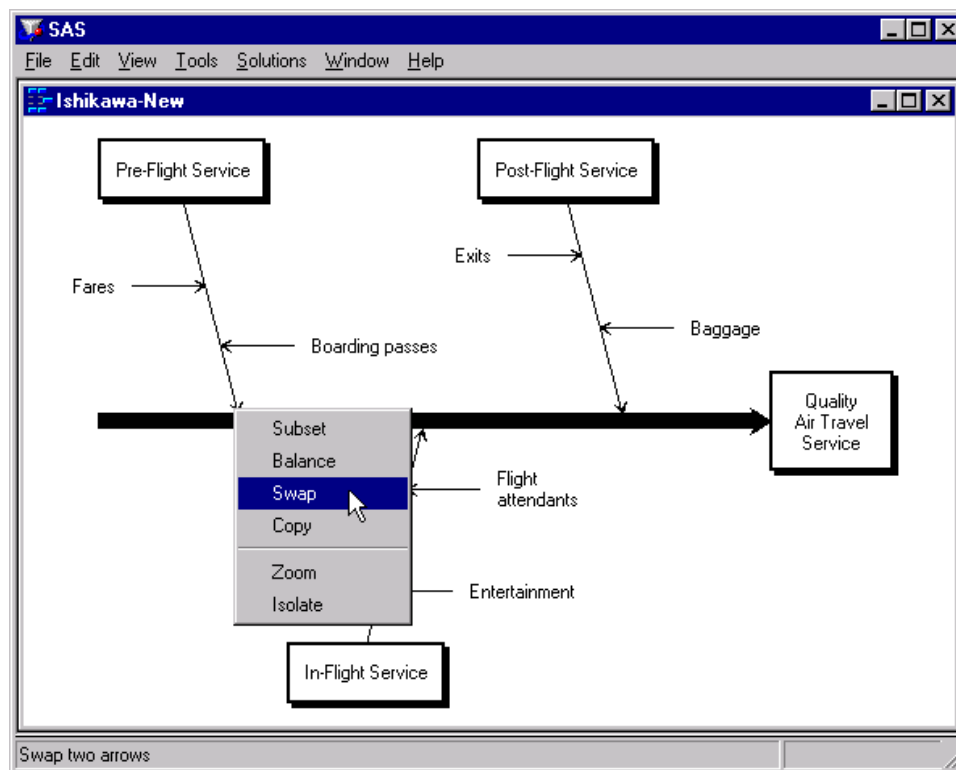 SAS
File Edit View Tools Solutions Window Help
Ishikawa-New
Pre-Flight Service
Post-Flight Service
Exits
Fares
Baggage
Boarding passes
Quality
Air Travel
Service
Subset
Balance
Swap
Copy
Zoom
Isolate
Flight
attendants
Entertainment
In-Flight Service
Swap two arrows